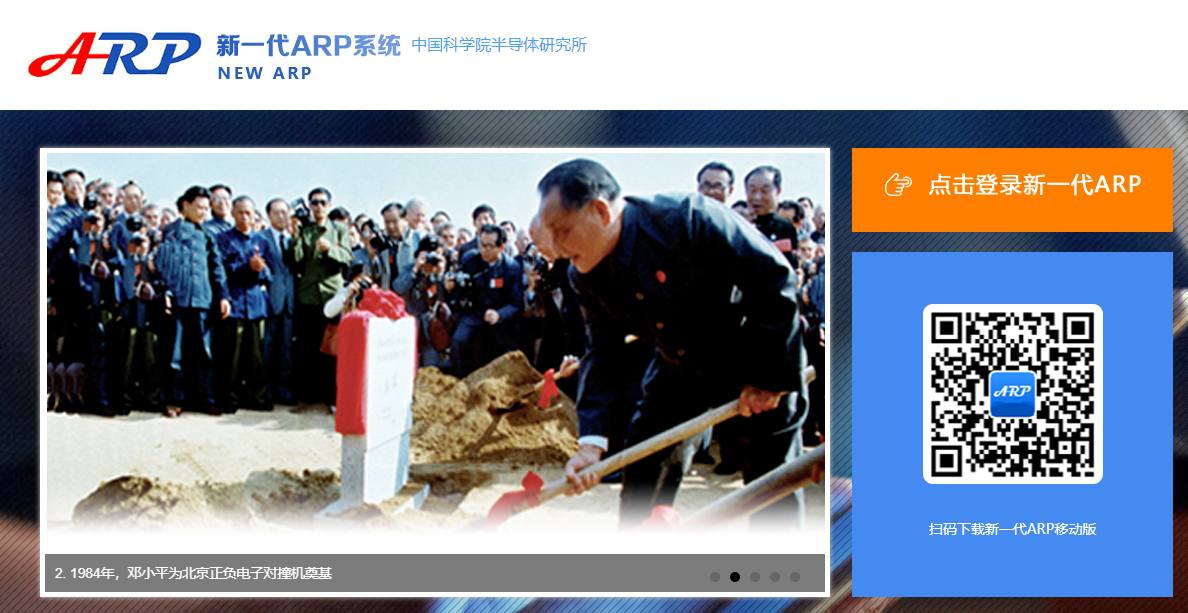 ARP
新一代ARP系统 中国科学院半导体研究所
NEW ARP
点击登录新一代ARP
ARP
扫码下载新一代ARP移动版
2. 1984年，邓小平为北京正负电子对撞机奠基